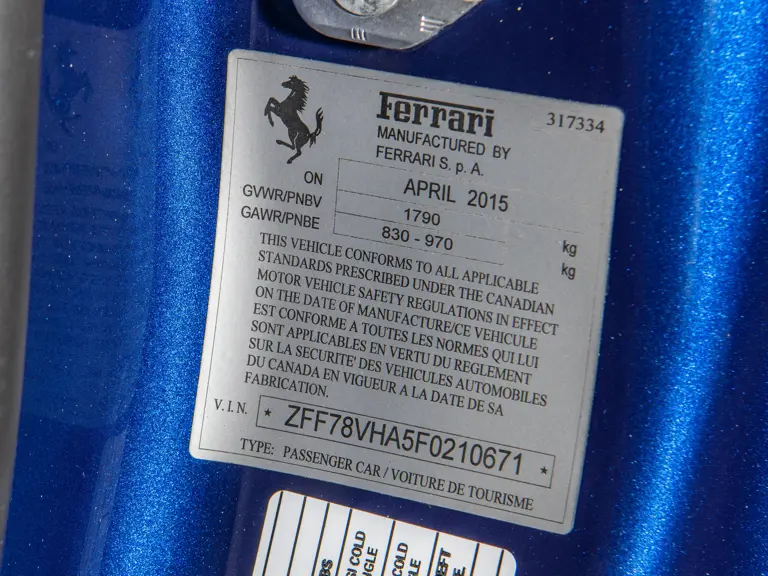 Ferrari 317334
MANUFACTURED BY
FERRARI S. p. A.
ON APRIL 2015
GVWR/PNBV 1790 kg
GAWR/PNBE 830 - 970 kg
THIS VEHICLE CONFORMS TO ALL APPLICABLE
STANDARDS PRESCRIBED UNDER THE CANADIAN
MOTOR VEHICLE SAFETY REGULATIONS IN EFFECT
ON THE DATE OF MANUFACTURE/CE VEHICULE
EST CONFORME A TOUTES LES NORMES QUI LUI
SONT APPLICABLES EN VERTU DU REGLEMENT
SUR LA SECURITE' DES VEHICULES AUTOMOBILES
DU CANADA EN VIGUEUR A LA DATE DE SA
FABRICATION.
V.I.N. * ZFF78VHA5F0210671 *
TYPE: PASSENGER CAR / VOITURE DE TOURISME
COLD
COLD